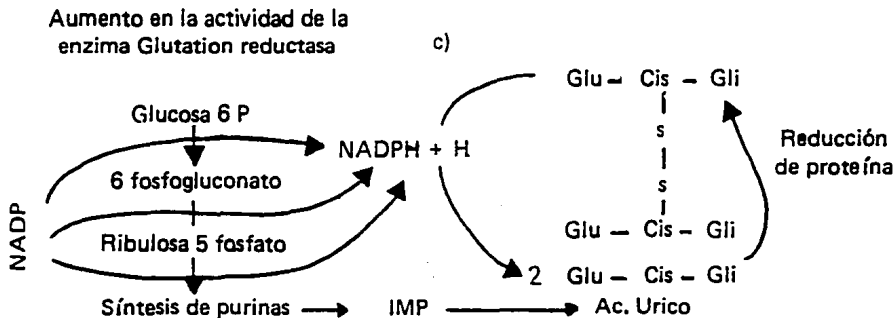 Aumento en la actividad de la
enzima Glutation reductasa
c)
Glu – Cis – Gli
s
s
s
Glu – Cis – Gli
2 Glu – Cis – Gli
Reducción
de proteína
Glucosa 6 P
NADPH + H
6 fosfogluconato
NADP
Ribulosa 5 fosfato
Síntesis de purinas
IMP
Ac. Urico